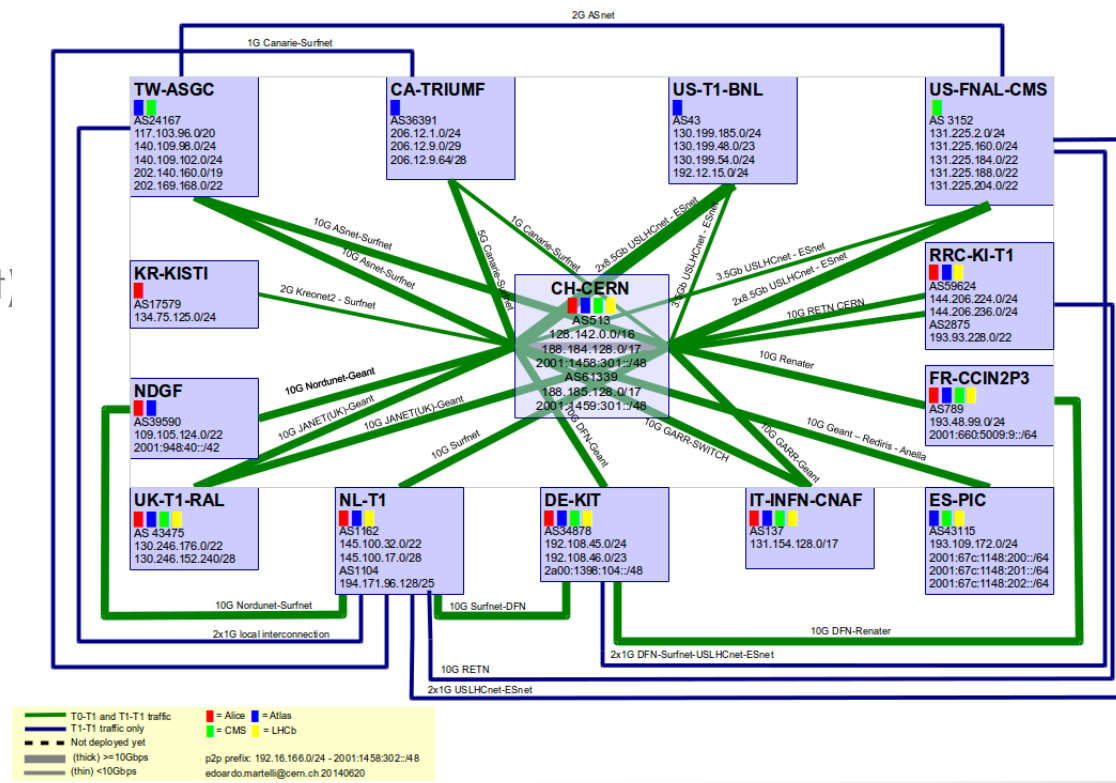 2G ASnet
1G Canarie-Surfnet
TW-ASGC
AS24167
117.103.96.0/20
140.109.98.0/24
140.109.102.0/24
202.140.160.0/19
202.169.168.0/22
CA-TRIUMF
AS36391
206.12.1.0/24
206.12.9.0/29
206.12.9.64/28
US-T1-BNL
AS43
130.199.185.0/24
130.199.48.0/23
130.199.54.0/24
192.12.15.0/24
US-FNAL-CMS
AS 3152
131.225.2.0/24
131.225.160.0/24
131.225.184.0/22
131.225.188.0/22
131.225.204.0/22
10G ASnet-Surfnet
10G Asnet-Surfnet
5G Canarie-Surfnet
1G Canarie-Surfnet
2x8.5Gb USLHCnet - ESnet
3.5Gb USLHCnet - ESnet
3.5Gb USLHCnet - ESnet
2x8.5Gb USLHCnet - ESnet
t)
KR-KISTI
AS17579
134.75.125.0/24
2G Kreonet2 - Surfnet
CH-CERN
AS513
128.142.0.0/16
188.184.128.0/17
2001:1458:301::/48
AS61339
188.185.128.0/17
2001:1459:301::/48
RRC-KI-T1
AS59624
144.206.224.0/24
144.206.236.0/24
AS2875
193.93.228.0/22
10G RETN CERN
10G Renater
NDGF
AS39590
109.105.124.0/22
2001:948:40::/42
10G Nordunet-Geant
10G JANET(UK)-Geant
10G JANET(UK)-Geant
10G Surfnet
10G DFN-Geant
10G GARR-SWITCH
10G GARR-Geant
10G Geant – Rediris - Anella
FR-CCIN2P3
AS789
193.48.99.0/24
2001:660:5009:9::/64
UK-T1-RAL
AS 43475
130.246.176.0/22
130.246.152.240/28
NL-T1
AS1162
145.100.32.0/22
145.100.17.0/28
AS1104
194.171.96.128/25
DE-KIT
AS34878
192.108.45.0/24
192.108.46.0/23
2a00:1398:104::/48
IT-INFN-CNAF
AS137
131.154.128.0/17
ES-PIC
AS43115
193.109.172.0/24
2001:67c:1148:200::/64
2001:67c:1148:201::/64
2001:67c:1148:202::/64
10G Nordunet-Surfnet
10G Surfnet-DFN
2x1G local interconnection
10G DFN-Renater
2x1G DFN-Surfnet-USLHCnet-ESnet
10G RETN
2x1G USLHCnet-ESnet
T0-T1 and T1-T1 traffic
T1-T1 traffic only
Not deployed yet
(thick) >=10Gbps
(thin) <10Gbps
= Alice = Atlas
= CMS = LHCb
p2p prefix: 192.16.166.0/24 - 2001:1458:302::/48
edoardo.martelli@cern.ch 20140620